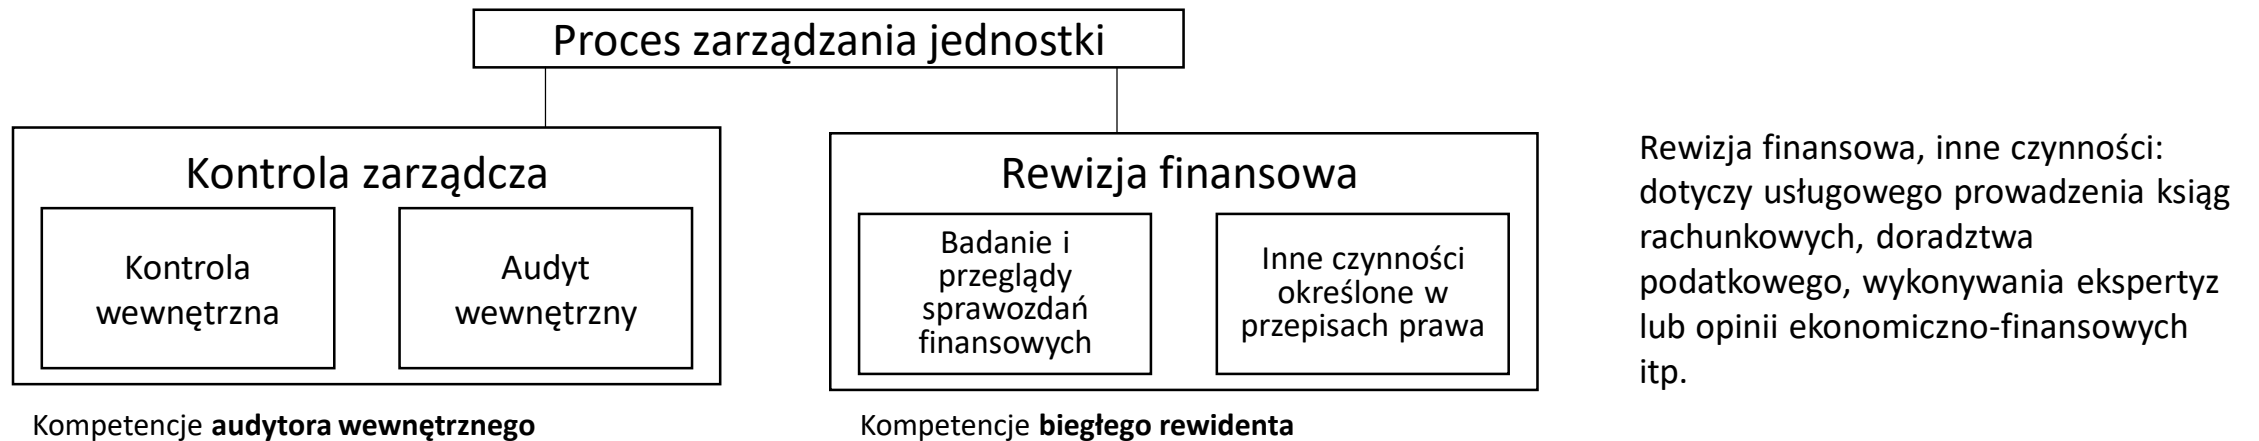 Proces zarządzania jednostki
Kontrola zarządcza
Kontrola
wewnętrzna
Audyt
wewnętrzny
Kompetencje audytora wewnętrznego
Rewizja finansowa
Badanie i
przeglądy
sprawozdań
finansowych
Inne czynności
określone w
przepisach prawa
Kompetencje biegłego rewidenta
Rewizja finansowa, inne czynności:
dotyczy usługowego prowadzenia ksiąg
rachunkowych, doradztwa
podatkowego, wykonywania ekspertyz
lub opinii ekonomiczno-finansowych
itp.